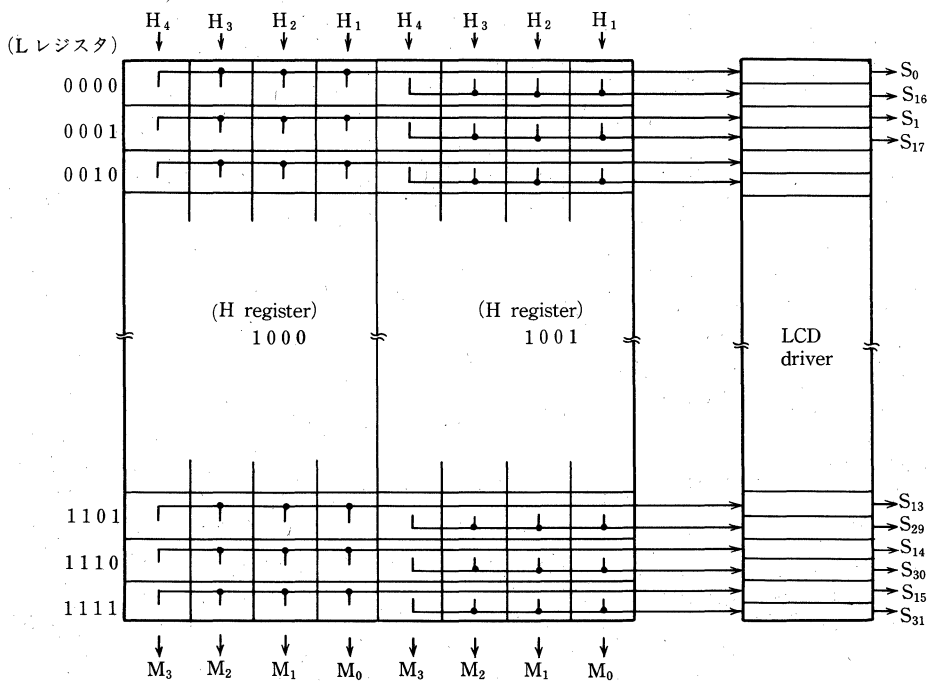 H₄ H₃ H₂ H₁ H₄ H₃ H₂ H₁
(L レジスタ)
0000 S₀
S₁₆
0001 S₁
S₁₇
0010
(H register) (H register)
1000 1001 LCD
driver
1101 S₁₃
S₂₉
1110 S₁₄
S₃₀
1111 S₁₅
S₃₁
M₃ M₂ M₁ M₀ M₃ M₂ M₁ M₀